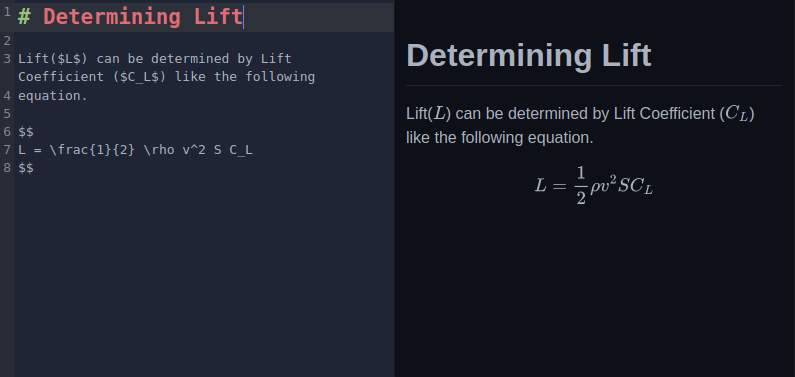 1 # Determining Lift
2
3 Lift($L$) can be determined by Lift
Coefficient ($C_L$) like the following
4 equation.
5
6 $$
7 L = \frac{1}{2} \rho v^2 S C_L
8 $$
Determining Lift
Lift(L) can be determined by Lift Coefficient (C_L)
like the following equation.
L = \frac{1}{2} ρv^2 SC_L